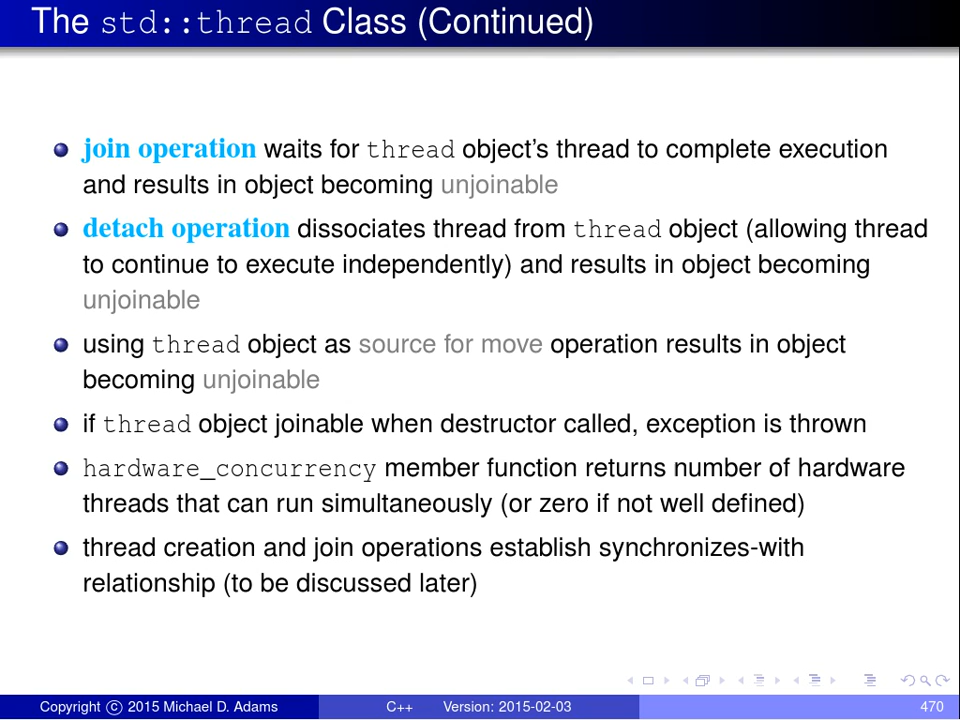 The std::thread Class (Continued)
join operation waits for thread object's thread to complete execution
and results in object becoming unjoinable
detach operation dissociates thread from thread object (allowing thread
to continue to execute independently) and results in object becoming
unjoinable
using thread object as source for move operation results in object
becoming unjoinable
if thread object joinable when destructor called, exception is thrown
hardware_concurrency member function returns number of hardware
threads that can run simultaneously (or zero if not well defined)
thread creation and join operations establish synchronizes-with
relationship (to be discussed later)
Copyright © 2015 Michael D. Adams C++ Version: 2015-02-03 470